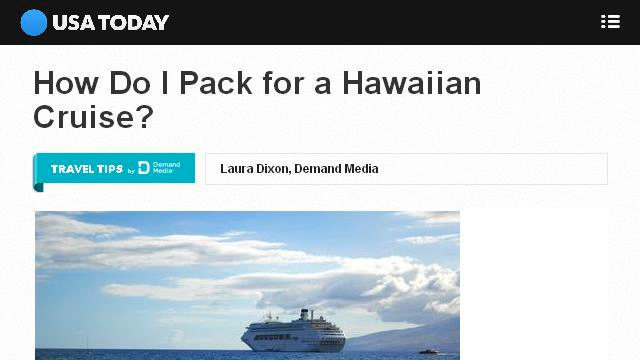 USA TODAY
How Do I Pack for a Hawaiian
Cruise?
TRAVEL TIPS by Demand Media
Laura Dixon, Demand Media